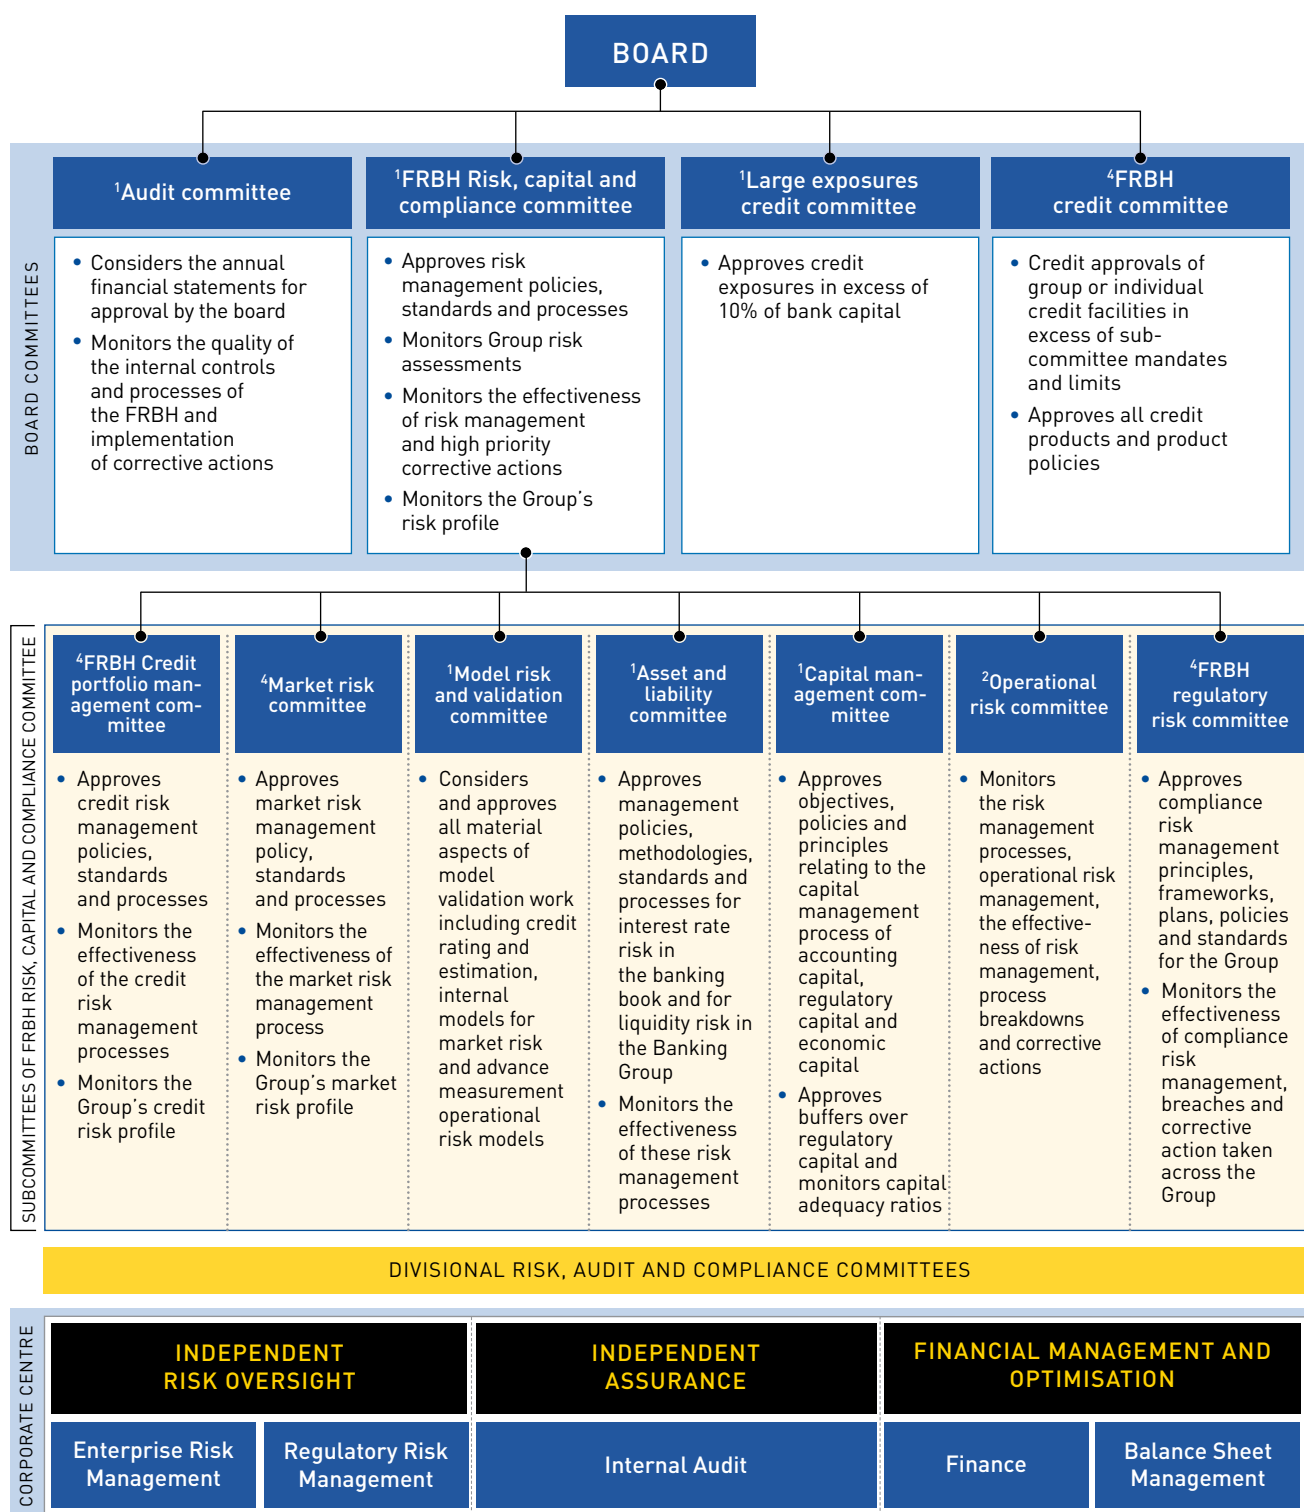 BOARD
BOARD COMMITTEES
¹Audit committee
• Considers the annual
financial statements for
approval by the board
• Monitors the quality of
the internal controls
and processes of
the FRBH and
implementation
of corrective actions
¹FRBH Risk, capital and
compliance committee
• Approves risk
management policies,
standards and processes
• Monitors Group risk
assessments
• Monitors the effectiveness
of risk management
and high priority
corrective actions
• Monitors the Group's
risk profile
¹Large exposures
credit committee
• Approves credit
exposures in excess of
10% of bank capital
⁴FRBH
credit committee
• Credit approvals of
group or individual
credit facilities in
excess of sub-
committee mandates
and limits
• Approves all credit
products and product
policies
SUBCOMMITTEES OF FRBH RISK, CAPITAL AND COMPLIANCE COMMITTEE
⁴FRBH Credit
portfolio man-
agement com-
mittee
• Approves
credit risk
management
policies,
standards
and processes
• Monitors the
effectiveness
of the credit
risk
management
processes
• Monitors the
Group's credit
risk profile
⁴Market risk
committee
• Approves
market risk
management
policy,
standards
and processes
• Monitors the
effectiveness of
the market risk
management
process
• Monitors the
Group's market
risk profile
¹Model risk
and validation
committee
• Considers
and approves
all material
aspects of
model
validation work
including credit
rating and
estimation,
internal
models for
market risk
and advance
measurement
operational
risk models
¹Asset and
liability
committee
• Approves
management
policies,
methodologies,
standards and
processes for
interest rate
risk in
the banking
book and for
liquidity risk in
the Banking
Group
• Monitors the
effectiveness
of these risk
management
processes
¹Capital man-
agement com-
mittee
• Approves
objectives,
policies and
principles
relating to the
capital
management
process of
accounting
capital,
regulatory
capital and
economic
capital
• Approves
buffers over
regulatory
capital and
monitors capital
adequacy ratios
²Operational
risk committee
• Monitors
the risk
management
processes,
operational risk
management,
the effective-
ness of risk
management,
process
breakdowns
and corrective
actions
⁴FRBH
regulatory
risk committee
• Approves
compliance
risk
management
principles,
frameworks,
plans, policies
and standards
for the Group
• Monitors the
effectiveness
of compliance
risk
management,
breaches and
corrective
action taken
across the
Group
DIVISIONAL RISK, AUDIT AND COMPLIANCE COMMITTEES
CORPORATE CENTRE
INDEPENDENT
RISK OVERSIGHT
Enterprise Risk
Management
Regulatory Risk
Management
INDEPENDENT
ASSURANCE
Internal Audit
FINANCIAL MANAGEMENT AND
OPTIMISATION
Finance
Balance Sheet
Management